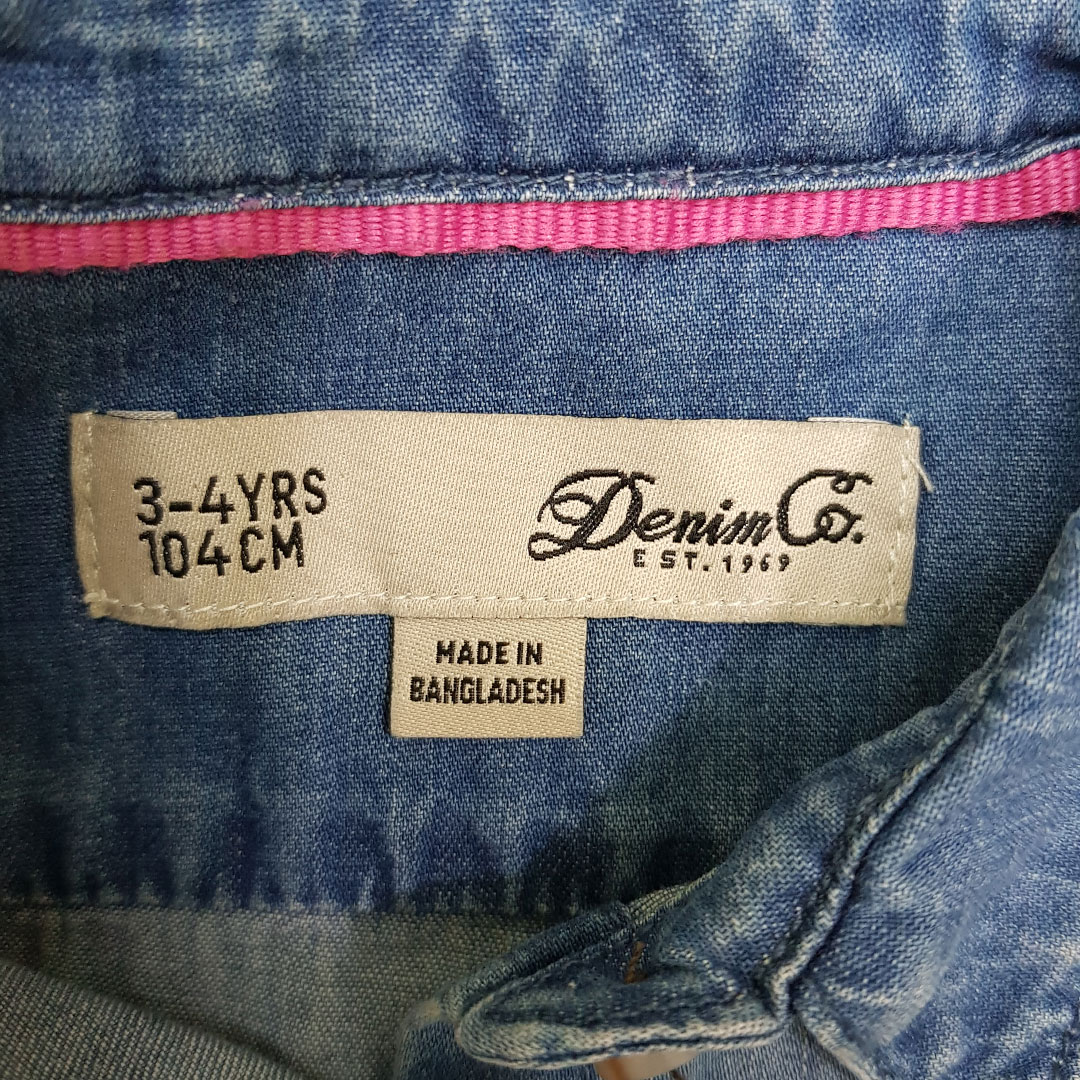 3-4YRS
104CM
Denim Co.
EST. 1969
MADE IN
BANGLADESH